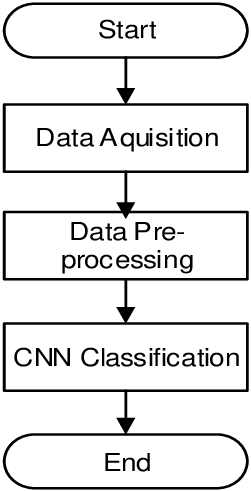 Start
Data Aquisition
Data Pre-
processing
CNN Classification
End